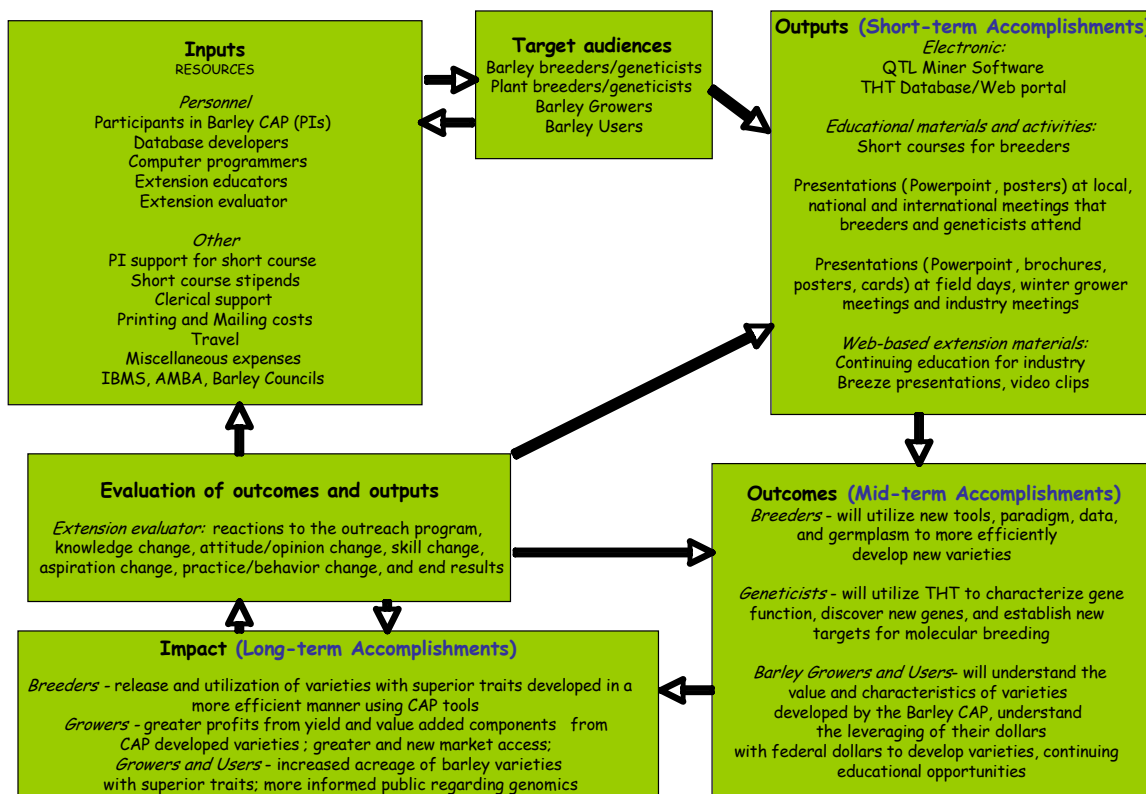 Inputs
RESOURCES
Personnel
Participants in Barley CAP (PIs)
Database developers
Computer programmers
Extension educators
Extension evaluator
Other
PI support for short course
Short course stipends
Clerical support
Printing and Mailing costs
Travel
Miscellaneous expenses
IBMS, AMBA, Barley Councils
Target audiences
Barley breeders/geneticists
Plant breeders/geneticists
Barley Growers
Barley Users
Outputs (Short-term Accomplishments)
Electronic:
QTL Miner Software
THT Database/Web portal
Educational materials and activities:
Short courses for breeders
Presentations (Powerpoint, posters) at local,
national and international meetings that
breeders and geneticists attend
Presentations (Powerpoint, brochures,
posters, cards) at field days, winter grower
meetings and industry meetings
Web-based extension materials:
Continuing education for industry
Breeze presentations, video clips
Evaluation of outcomes and outputs
Extension evaluator: reactions to the outreach program,
knowledge change, attitude/opinion change, skill change,
aspiration change, practice/behavior change, and end results
Outcomes (Mid-term Accomplishments)
Breeders - will utilize new tools, paradigm, data,
and germplasm to more efficiently
develop new varieties
Geneticists - will utilize THT to characterize gene
function, discover new genes, and establish new
targets for molecular breeding
Barley Growers and Users- will understand the
value and characteristics of varieties
developed by the Barley CAP, understand
the leveraging of their dollars
with federal dollars to develop varieties, continuing
educational opportunities
Impact (Long-term Accomplishments)
Breeders - release and utilization of varieties with superior traits developed in a
more efficient manner using CAP tools
Growers - greater profits from yield and value added components from
CAP developed varieties; greater and new market access;
Growers and Users - increased acreage of barley varieties
with superior traits; more informed public regarding genomics